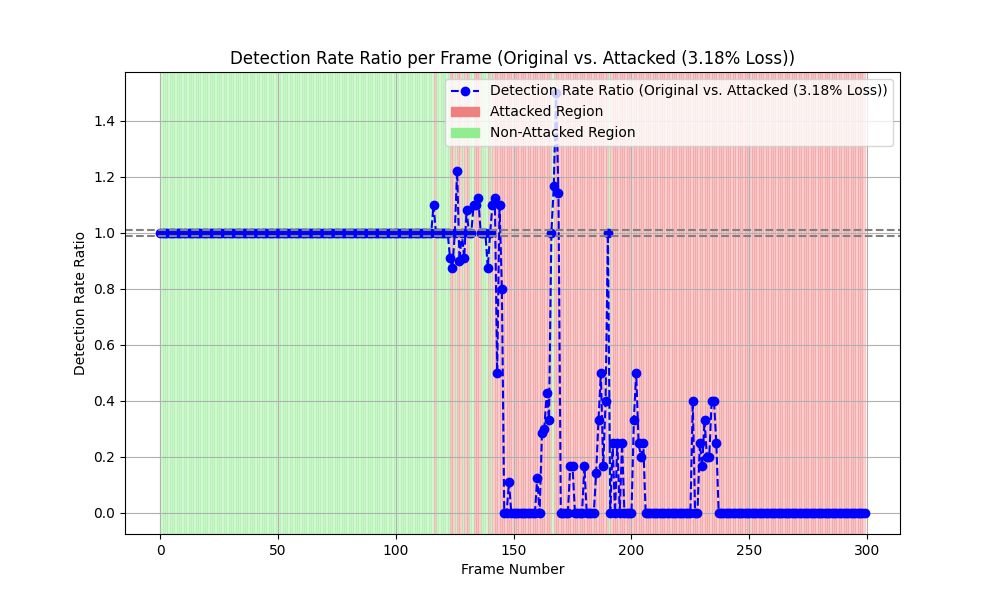 Detection Rate Ratio per Frame (Original vs. Attacked (3.18% Loss))
Detection Rate Ratio (Original vs. Attacked (3.18% Loss))
Attacked Region
Non-Attacked Region
Detection Rate Ratio
1.4
1.2
1.0
0.8
0.6
0.4
0.2
0.0
0 50 100 150 200 250 300
Frame Number